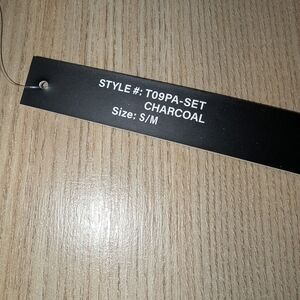 STYLE #: T09PA-SET
CHARCOAL
Size: S/M